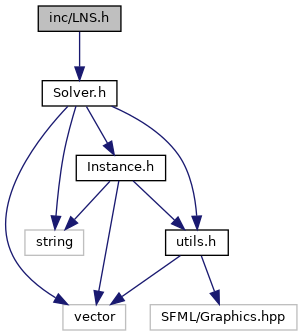 inc/LNS.h
Solver.h
Instance.h
string
utils.h
vector
SFML/Graphics.hpp